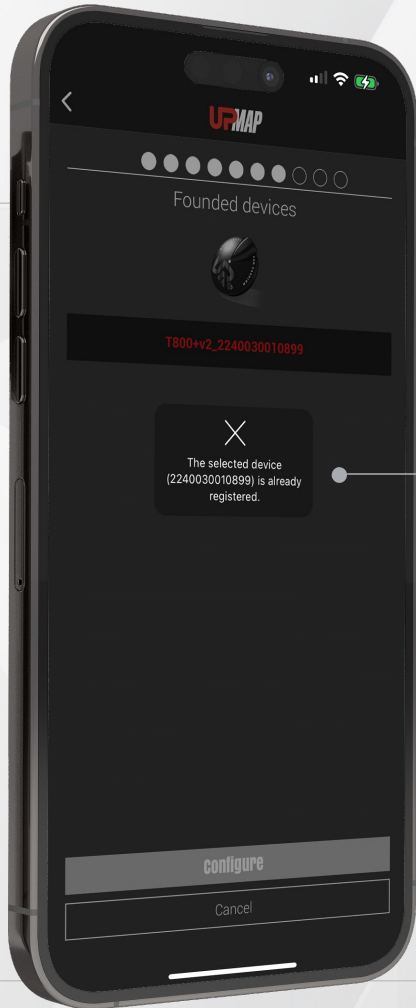 UPMAP
Founded devices
T800+v2_2240030010899
The selected device
(2240030010899) is already
registered.
configure
Cancel